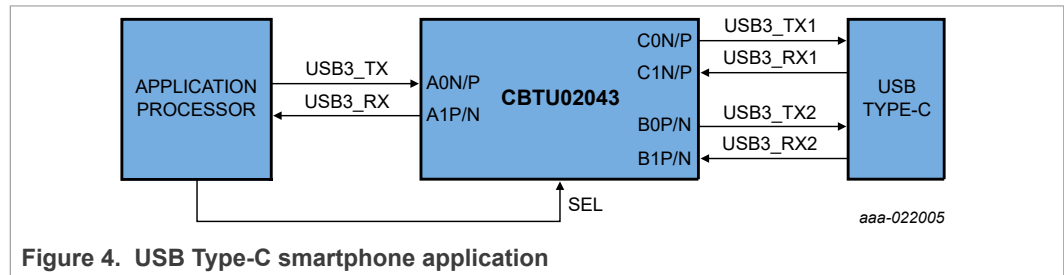 APPLICATION
PROCESSOR
USB3_TX
USB3_RX
A0N/P
A1P/N
CBTU02043
C0N/P
C1N/P
B0P/N
B1P/N
USB3_TX1
USB3_RX1
USB3_TX2
USB3_RX2
USB
TYPE-C
SEL
aaa-022005
Figure 4. USB Type-C smartphone application